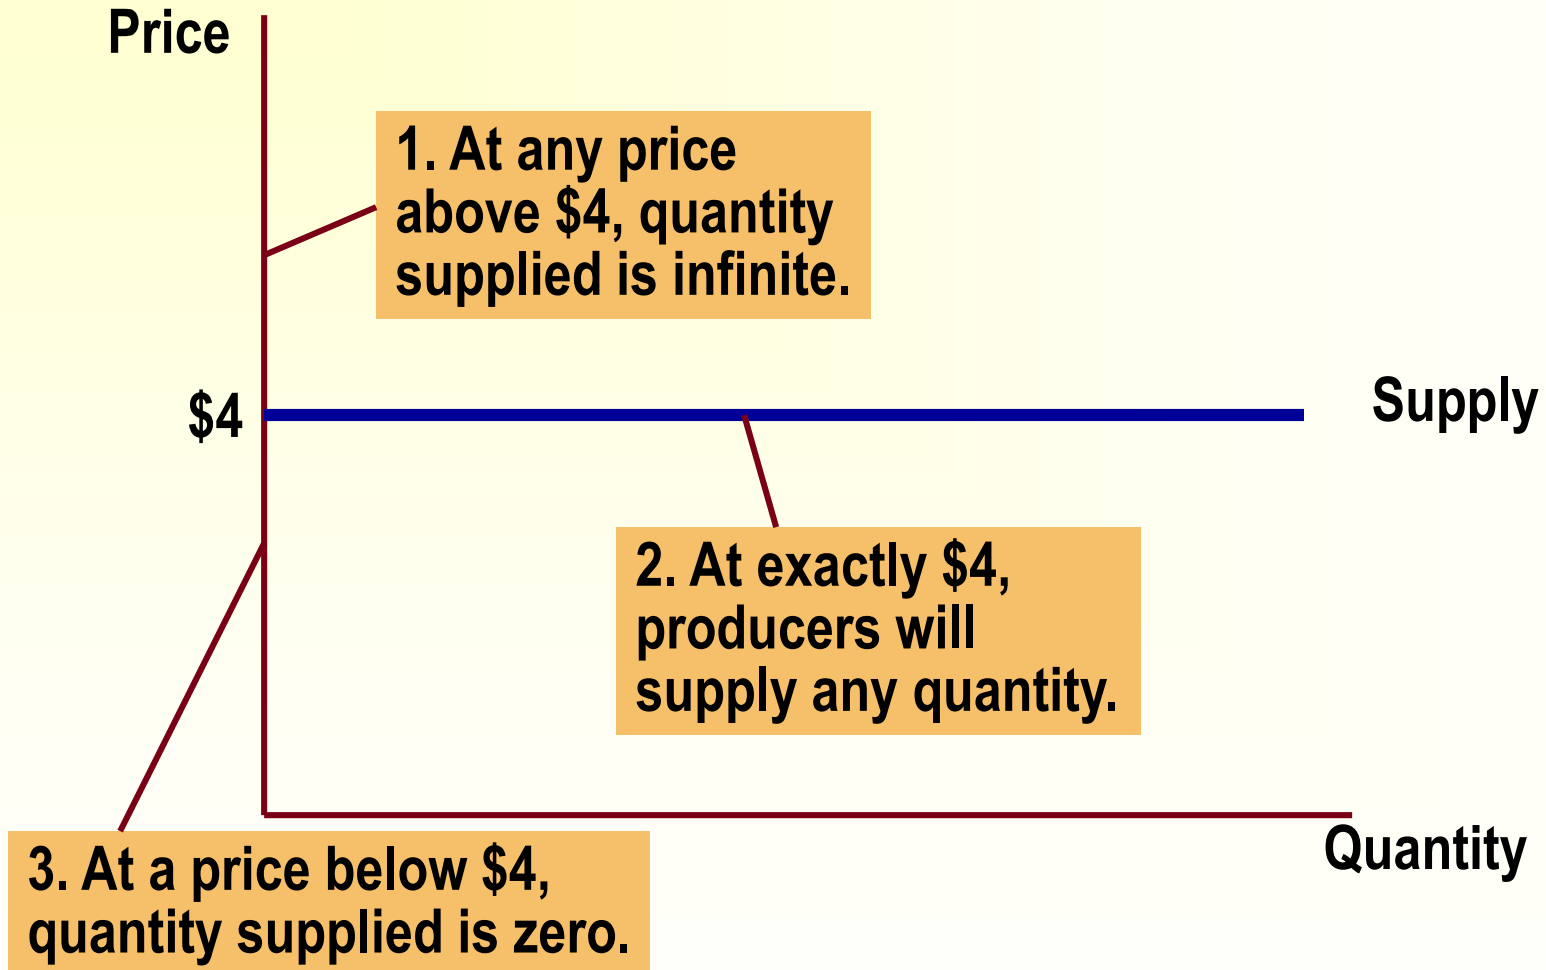 Price
1. At any price
above $4, quantity
supplied is infinite.
$4
Supply
2. At exactly $4,
producers will
supply any quantity.
Quantity
3. At a price below $4,
quantity supplied is zero.